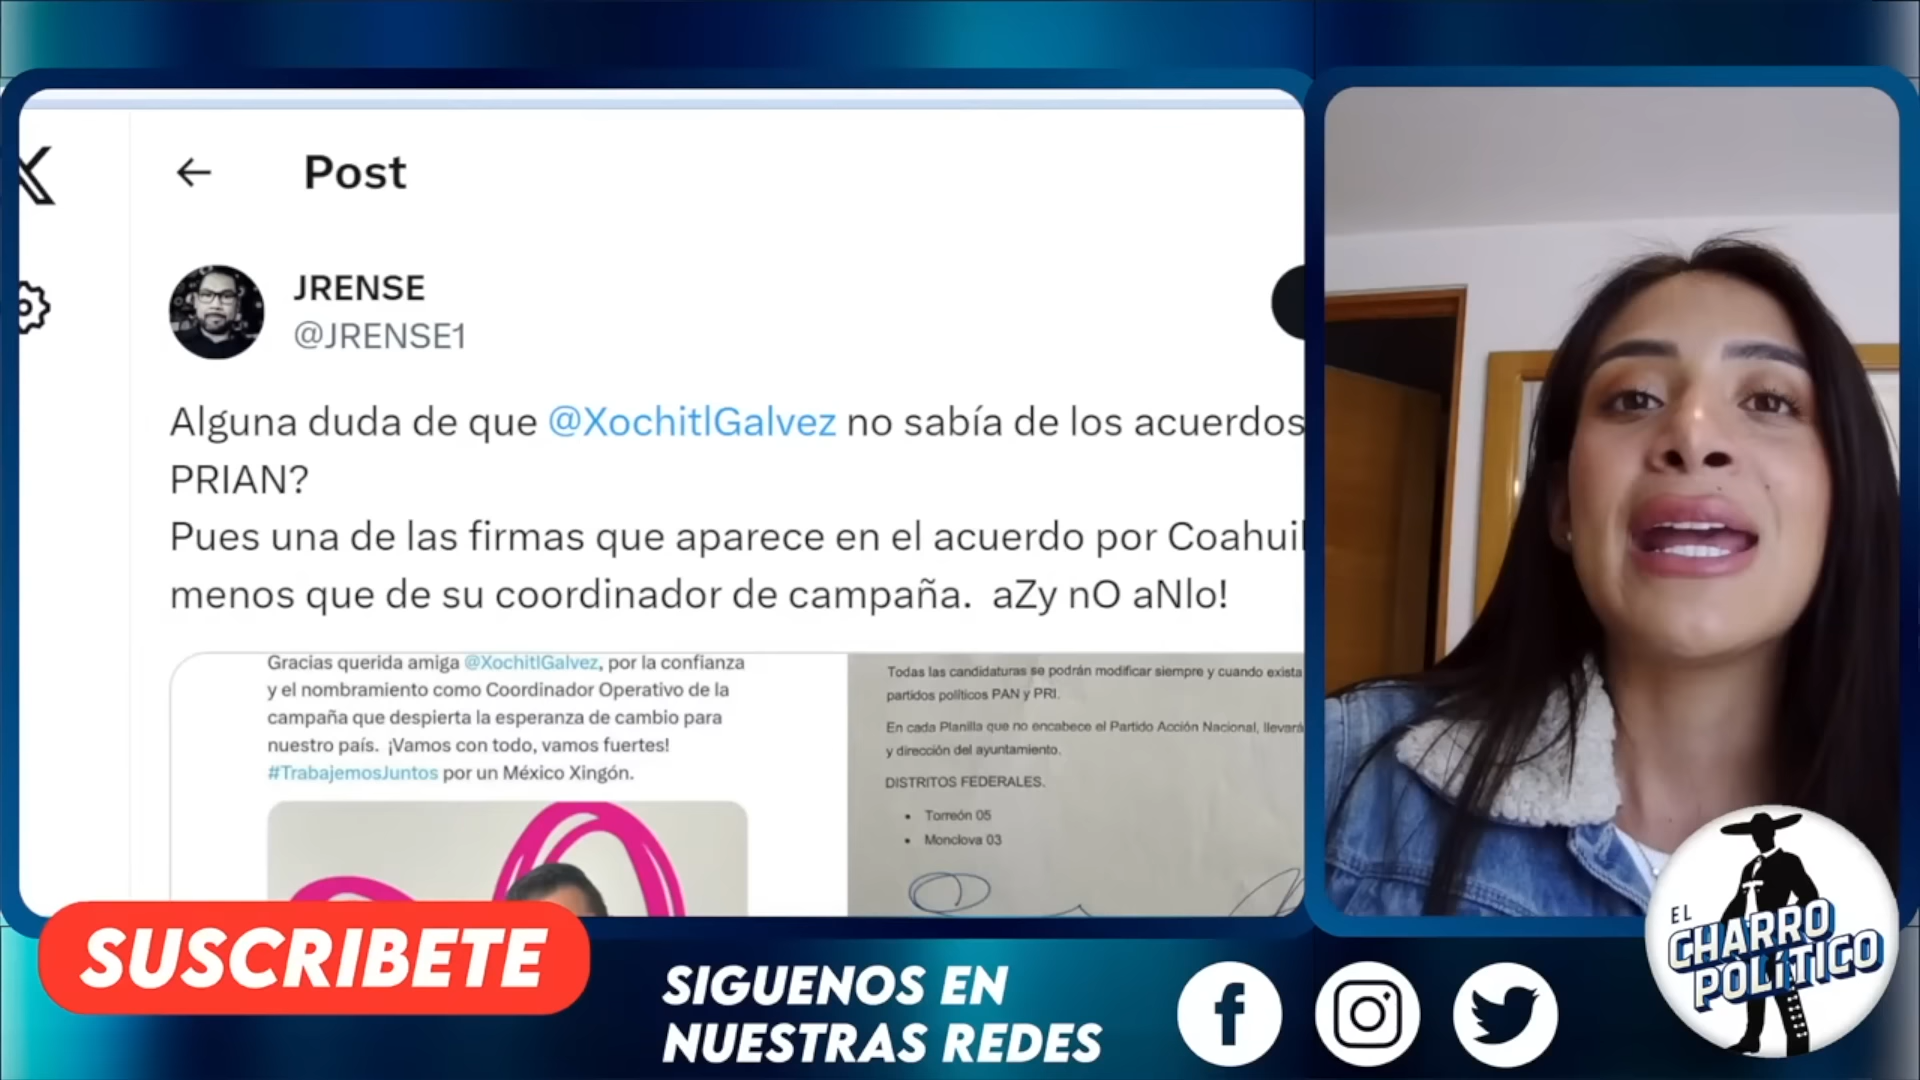 Post
JRENSE
@JRENSE1
Alguna duda de que @XochitlGalvez no sabía de los acuerdos
PRIAN?
Pues una de las firmas que aparece en el acuerdo por Coahuil
menos que de su coordinador de campaña. aZy nO aNlo!
Gracias querida amiga @XochitlGalvez, por la confianza
y el nombramiento como Coordinador Operativo de la
campaña que despierta la esperanza de cambio para
nuestro país. ¡Vamos con todo, vamos fuertes!
#TrabajemosJuntos por un México Xingón.
Todas las candidaturas se podrán modificar siempre y cuando exista
partidos políticos PAN y PRI.
En cada Planilla que no encabece el Partido Acción Nacional, llevará
y dirección del ayuntamiento.
DISTRITOS FEDERALES.
• Torreón 05
• Monclova 03
SUSCRIBETE
SIGUENOS EN
NUESTRAS REDES
EL
CHARRO
POLÍTICO